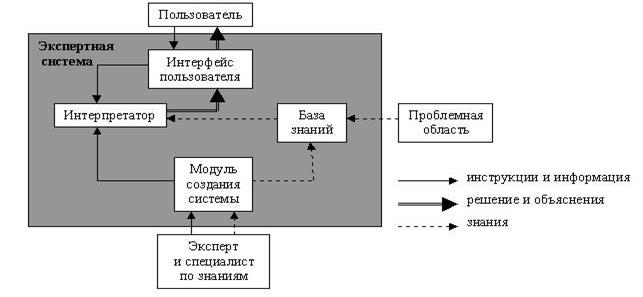 Пользователь
Экспертная
система
Интерфейс
пользователя
Интерпретатор
База
знаний
Проблемная
область
Модуль
создания
системы
инструкции и информация
решение и объяснения
знания
Эксперт
и специалист
по знаниям